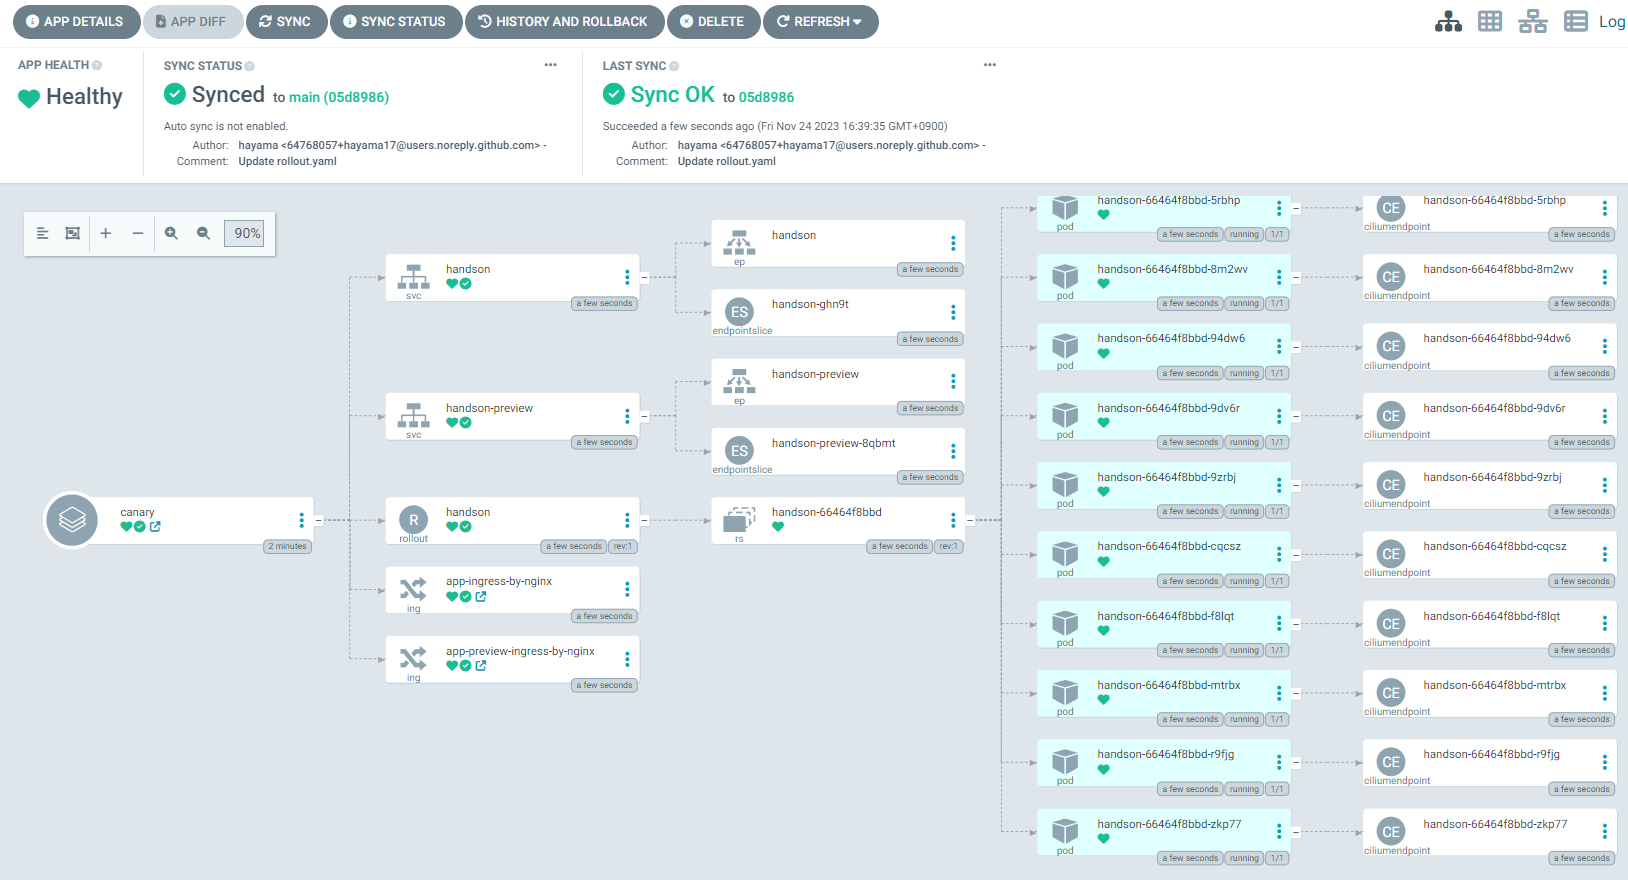 APP DETAILS
APP DIFF
SYNC
SYNC STATUS
HISTORY AND ROLLBACK
DELETE
REFRESH
Log
APP HEALTH
Healthy
SYNC STATUS
Synced to main (05d8986)
Auto sync is not enabled.
Author: hayama <64768057+hayama17@users.noreply.github.com> -
Comment: Update rollout.yaml
LAST SYNC
Sync OK to 05d8986
Succeeded a few seconds ago (Fri Nov 24 2023 16:39:35 GMT+0900)
Author: hayama <64768057+hayama17@users.noreply.github.com> -
Comment: Update rollout.yaml
90%
canary
2 minutes
handson
svc
a few seconds
handson-preview
svc
a few seconds
R
handson
rollout
a few seconds
rev:1
app-ingress-by-nginx
ing
a few seconds
app-preview-ingress-by-nginx
ing
a few seconds
handson
ep
a few seconds
ES
handson-ghn9t
endpointslice
a few seconds
handson-preview
ep
a few seconds
ES
handson-preview-8qbmt
endpointslice
a few seconds
handson-66464f8bbd
rs
a few seconds
rev:1
handson-66464f8bbd-5rbhp
pod
a few seconds
running
1/1
handson-66464f8bbd-8m2wv
pod
a few seconds
running
1/1
handson-66464f8bbd-94dw6
pod
a few seconds
running
1/1
handson-66464f8bbd-9dv6r
pod
a few seconds
running
1/1
handson-66464f8bbd-9zrbj
pod
a few seconds
running
1/1
handson-66464f8bbd-cqcsz
pod
a few seconds
running
1/1
handson-66464f8bbd-f8lqt
pod
a few seconds
running
1/1
handson-66464f8bbd-mtrbx
pod
a few seconds
running
1/1
handson-66464f8bbd-r9fjg
pod
a few seconds
running
1/1
handson-66464f8bbd-zkp77
pod
a few seconds
running
1/1
CE
handson-66464f8bbd-5rbhp
ciliumendpoint
a few seconds
CE
handson-66464f8bbd-8m2wv
ciliumendpoint
a few seconds
CE
handson-66464f8bbd-94dw6
ciliumendpoint
a few seconds
CE
handson-66464f8bbd-9dv6r
ciliumendpoint
a few seconds
CE
handson-66464f8bbd-9zrbj
ciliumendpoint
a few seconds
CE
handson-66464f8bbd-cqcsz
ciliumendpoint
a few seconds
CE
handson-66464f8bbd-f8lqt
ciliumendpoint
a few seconds
CE
handson-66464f8bbd-mtrbx
ciliumendpoint
a few seconds
CE
handson-66464f8bbd-r9fjg
ciliumendpoint
a few seconds
CE
handson-66464f8bbd-zkp77
ciliumendpoint
a few seconds